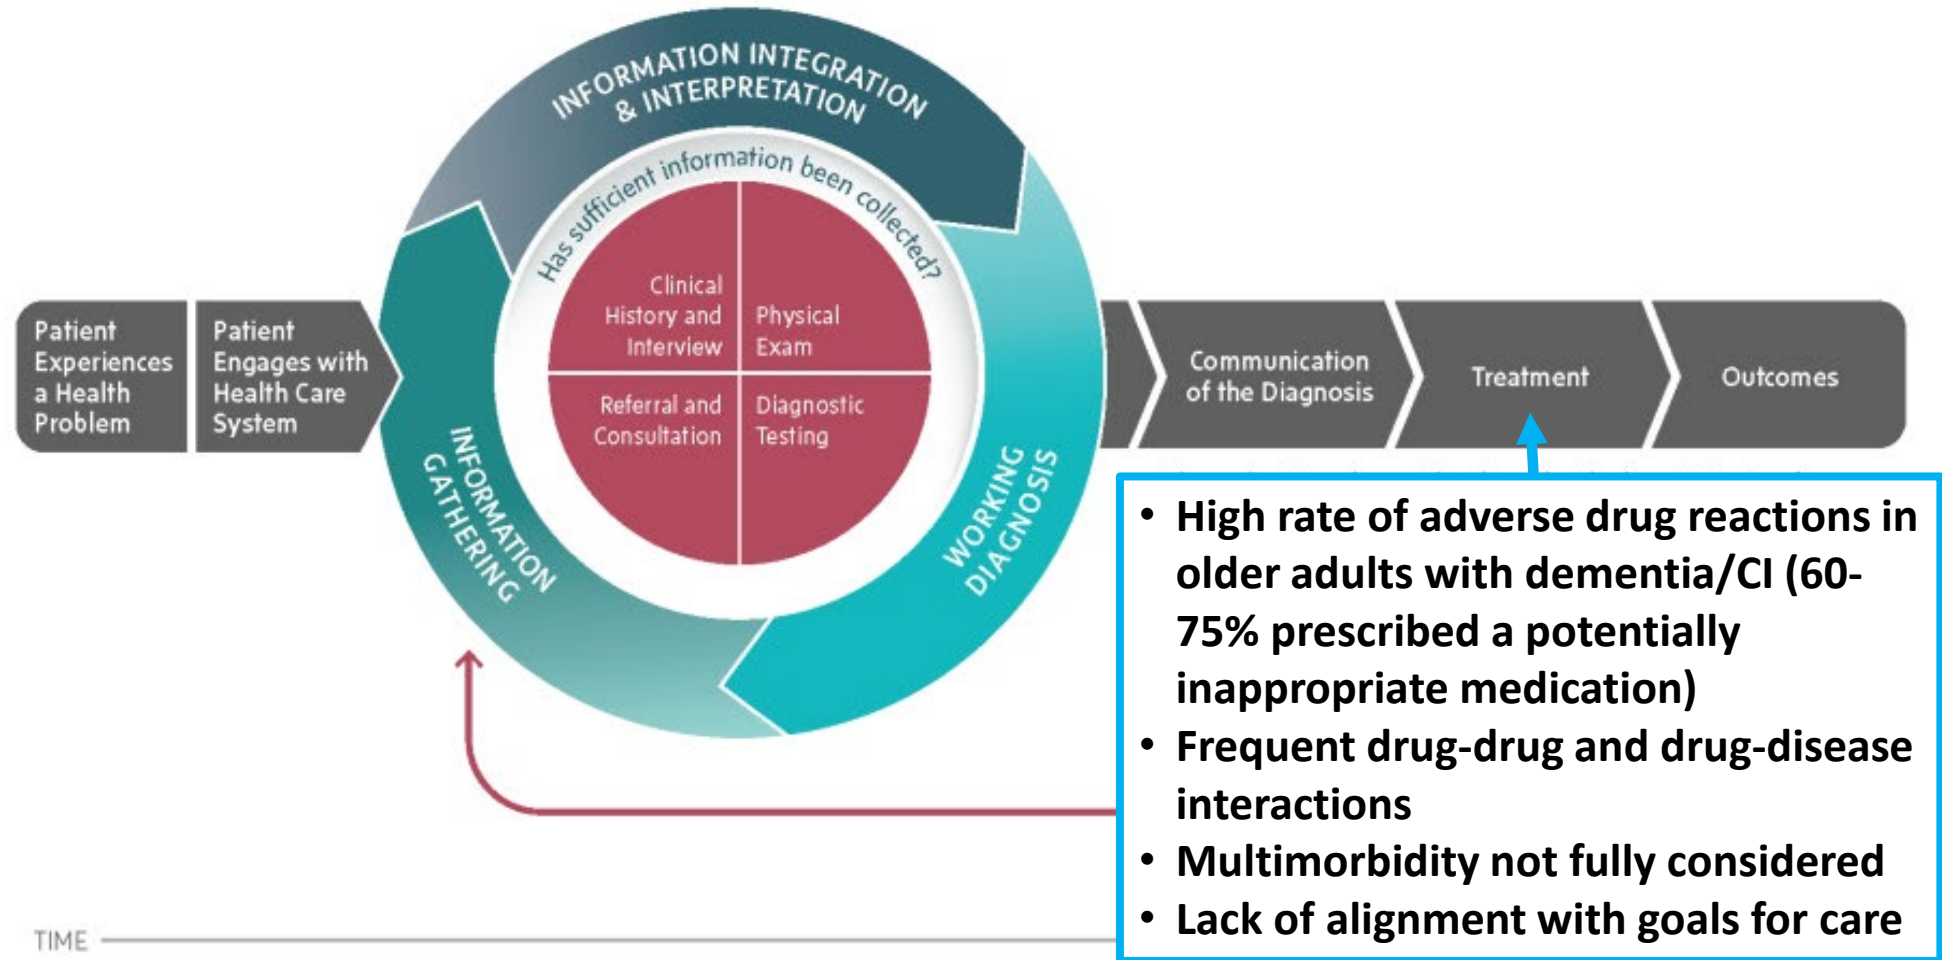 INFORMATION INTEGRATION
& INTERPRETATION
Has sufficient information been collected?
Clinical
History and
Interview
Physical
Exam
Referral and
Consultation
Diagnostic
Testing
INFORMATION
GATHERING
WORKING
DIAGNOSIS
Patient
Experiences
a Health
Problem
Patient
Engages with
Health Care
System
Communication
of the Diagnosis
Treatment
Outcomes
• High rate of adverse drug reactions in
older adults with dementia/CI (60-
75% prescribed a potentially
inappropriate medication)
• Frequent drug-drug and drug-disease
interactions
• Multimorbidity not fully considered
• Lack of alignment with goals for care
TIME